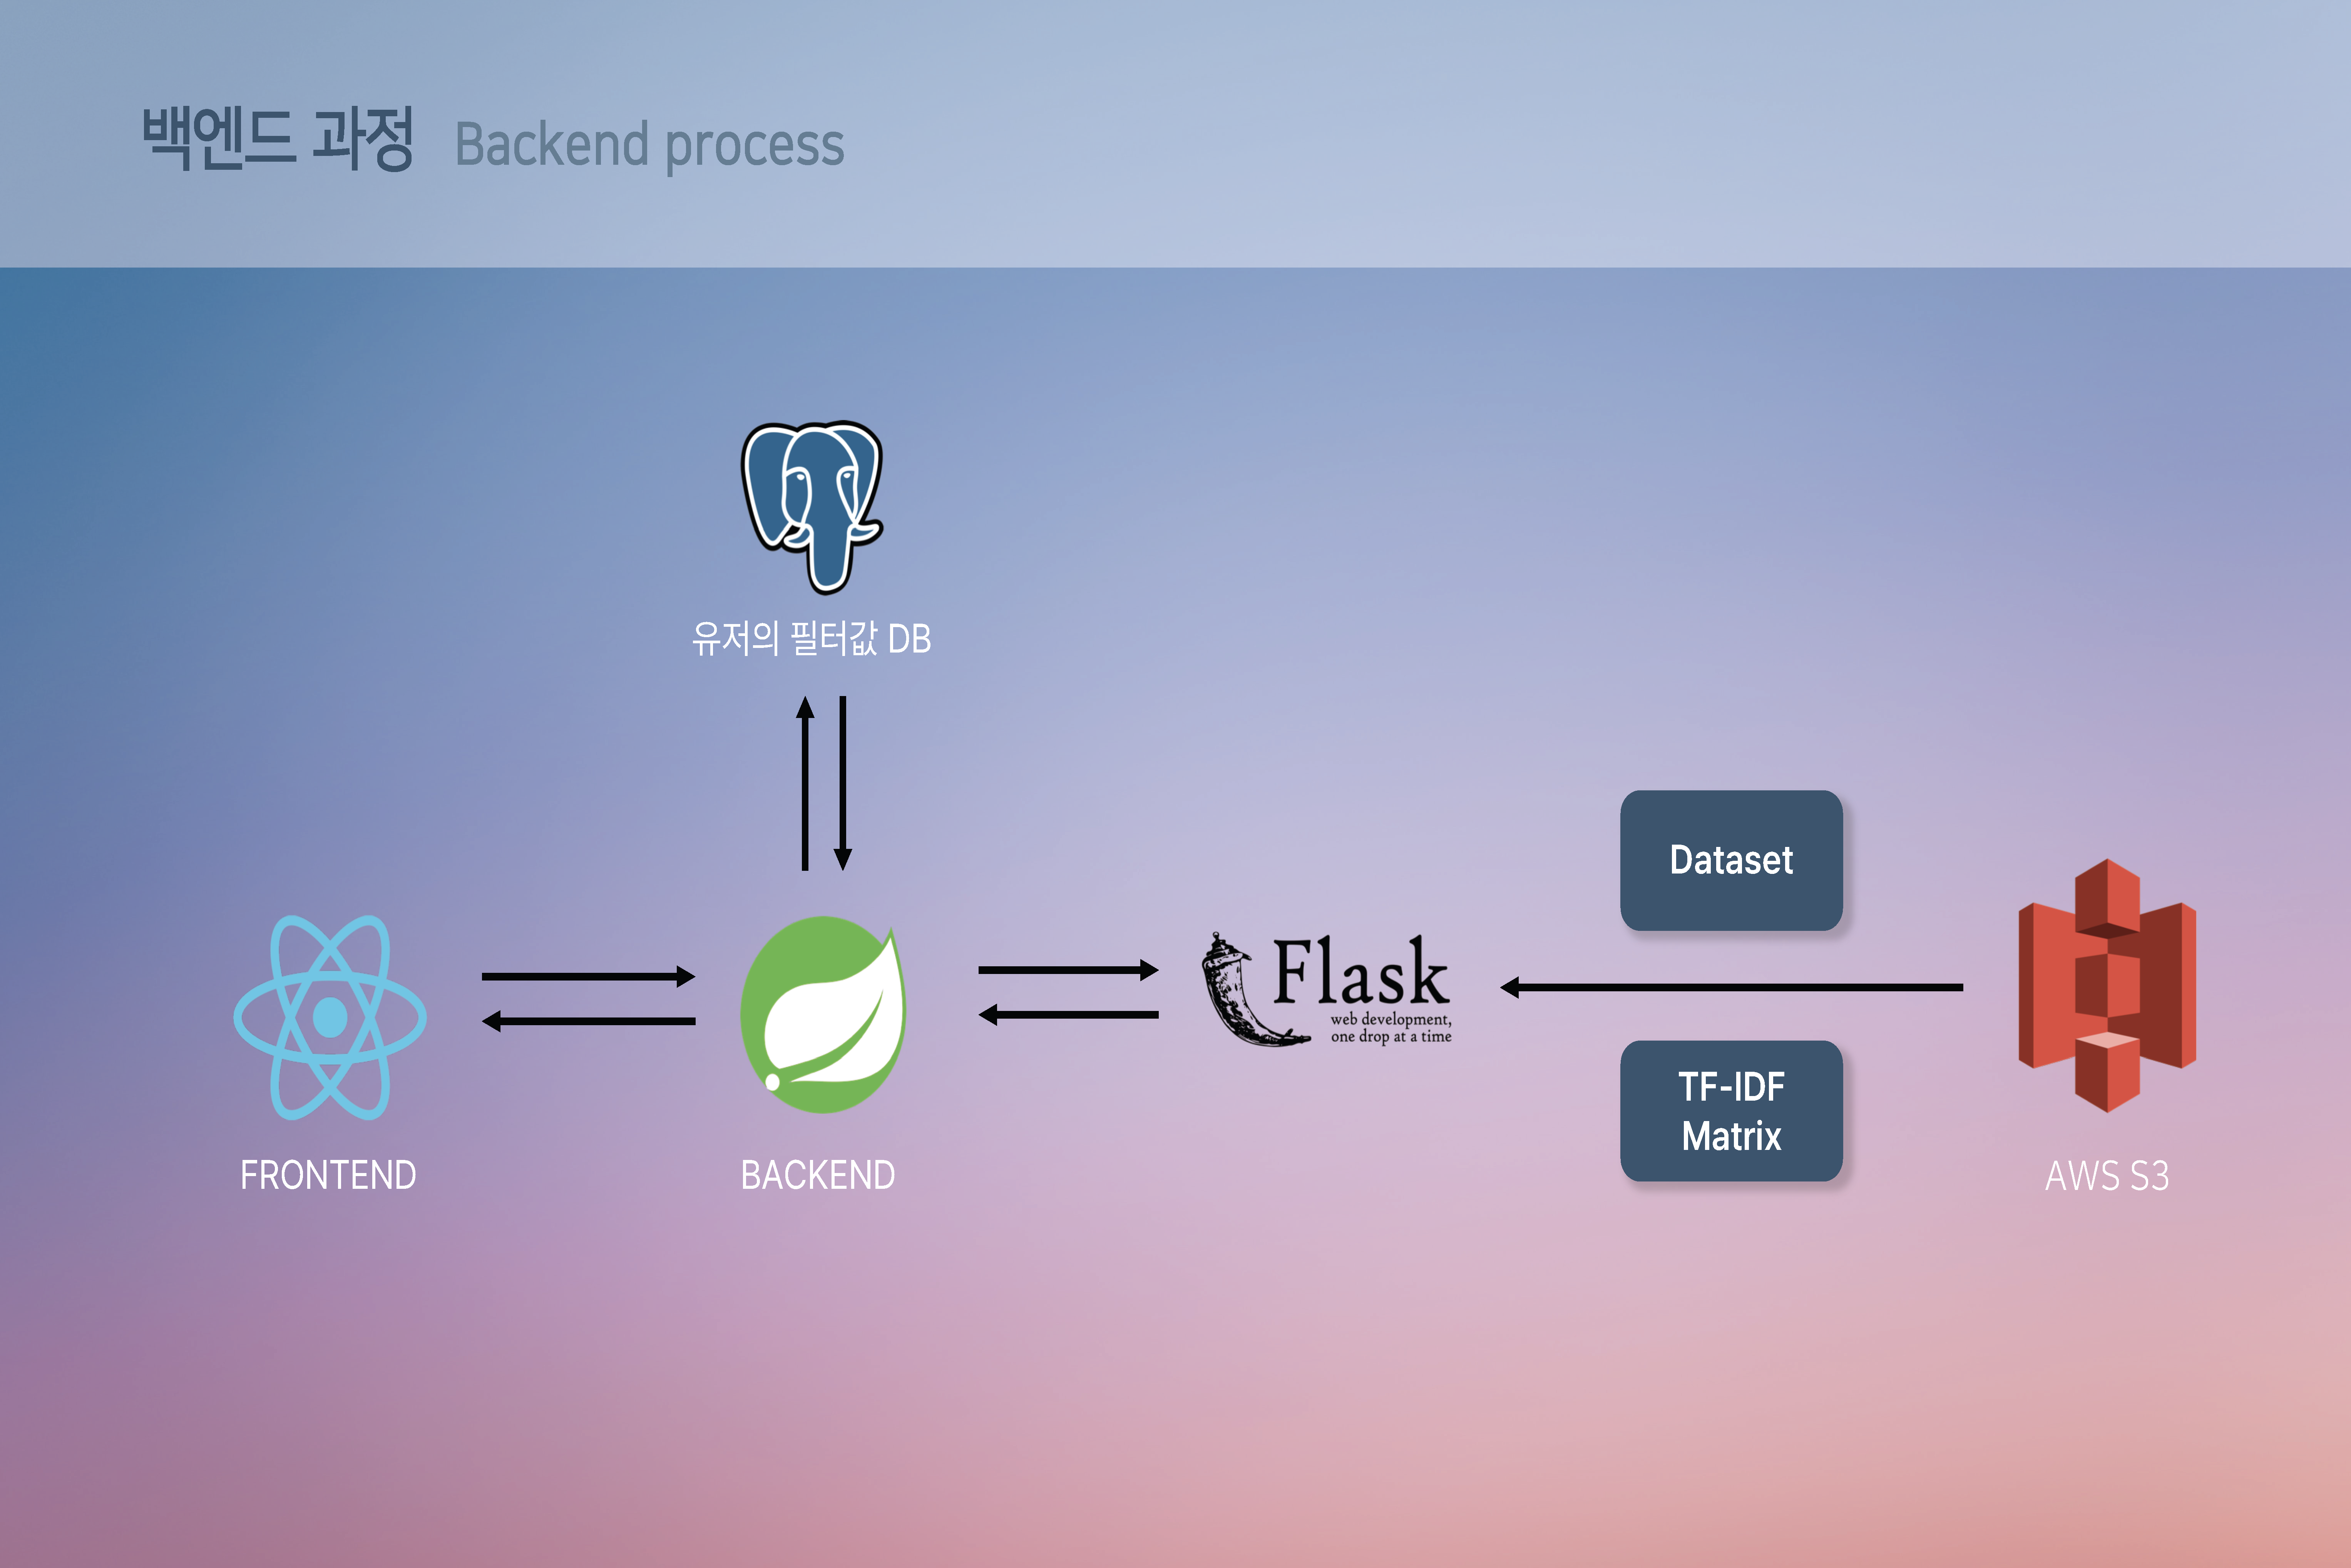 백엔드 과정 Backend process
유저의 필터값 DB
Dataset
Flask
web development,
one drop at a time
TF-IDF
Matrix
FRONTEND
BACKEND
AWS S3